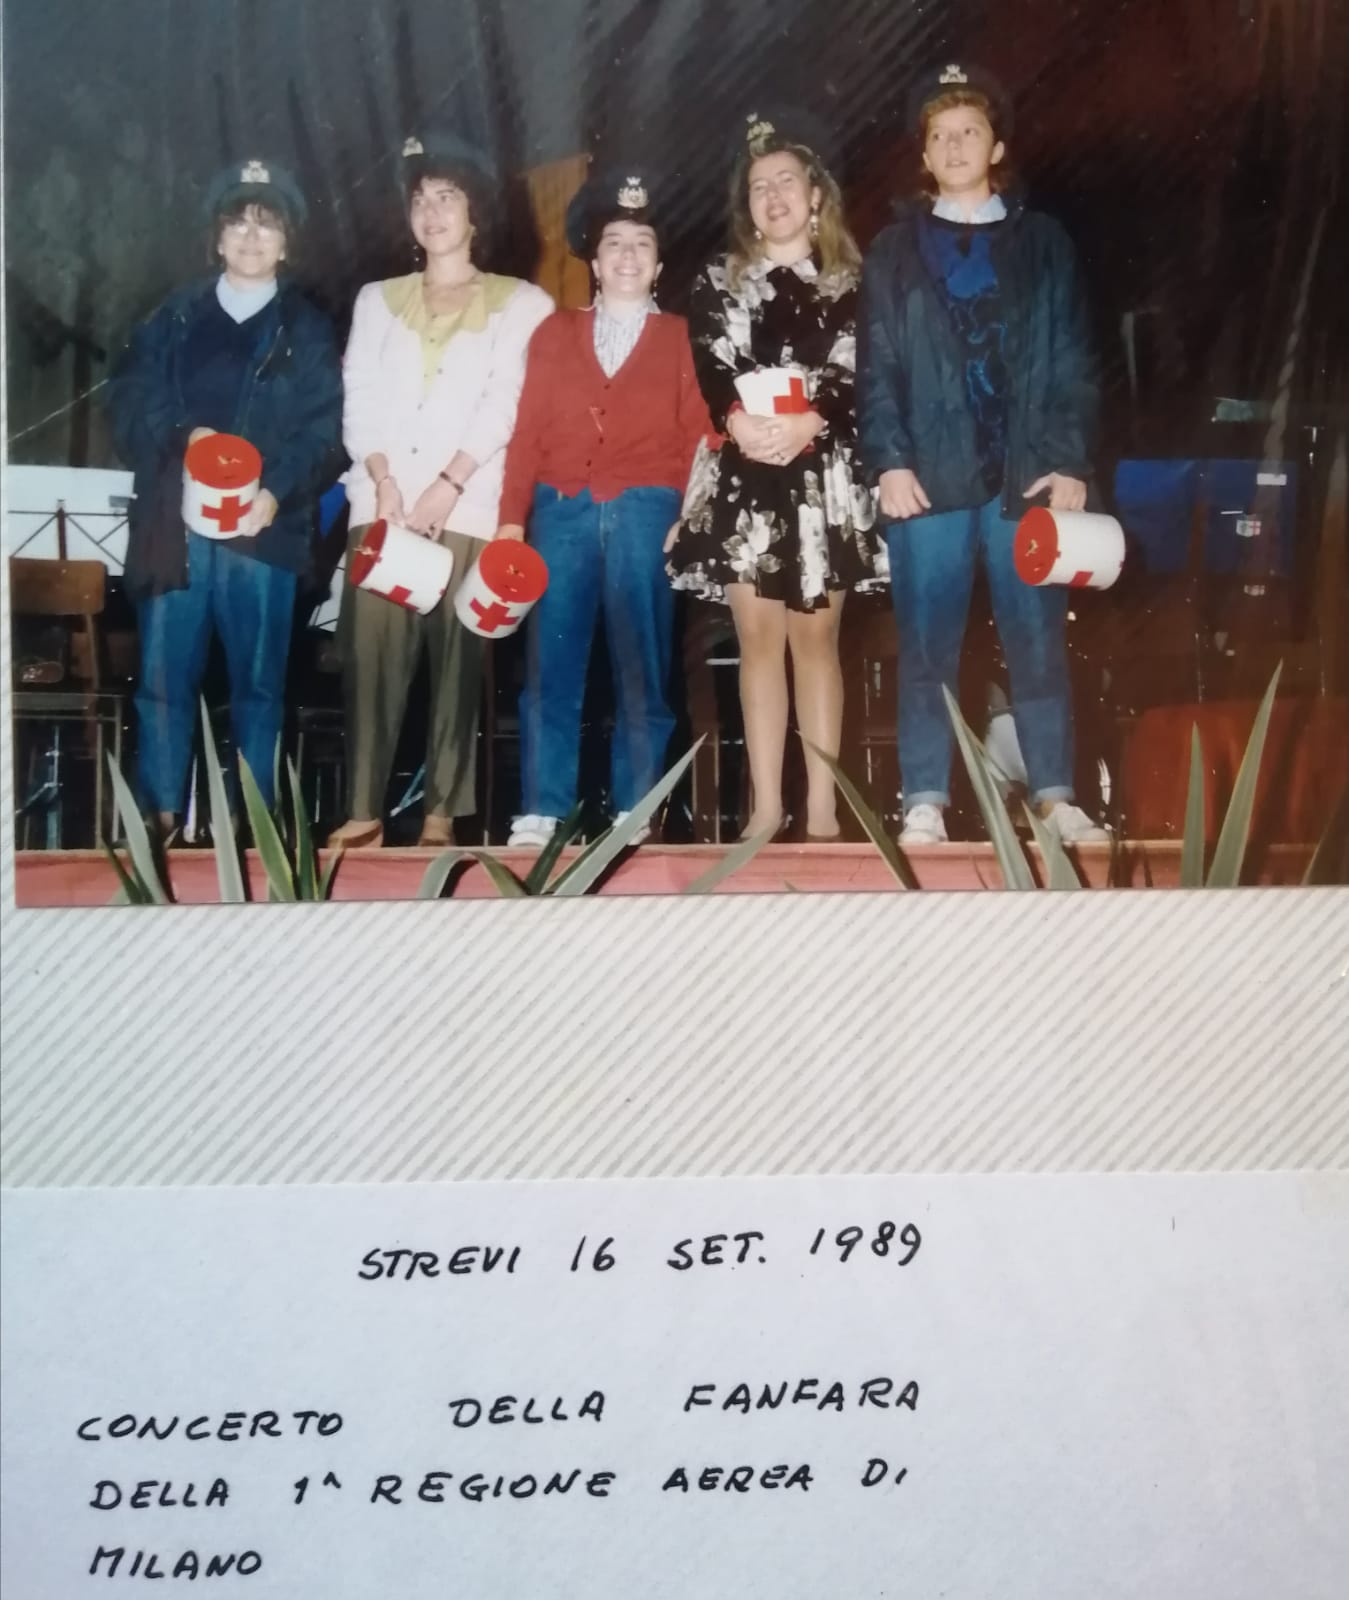 STREVI 16 SET. 1989
CONCERTO DELLA FANFARA
DELLA 1^ REGIONE AEREA DI
MILANO